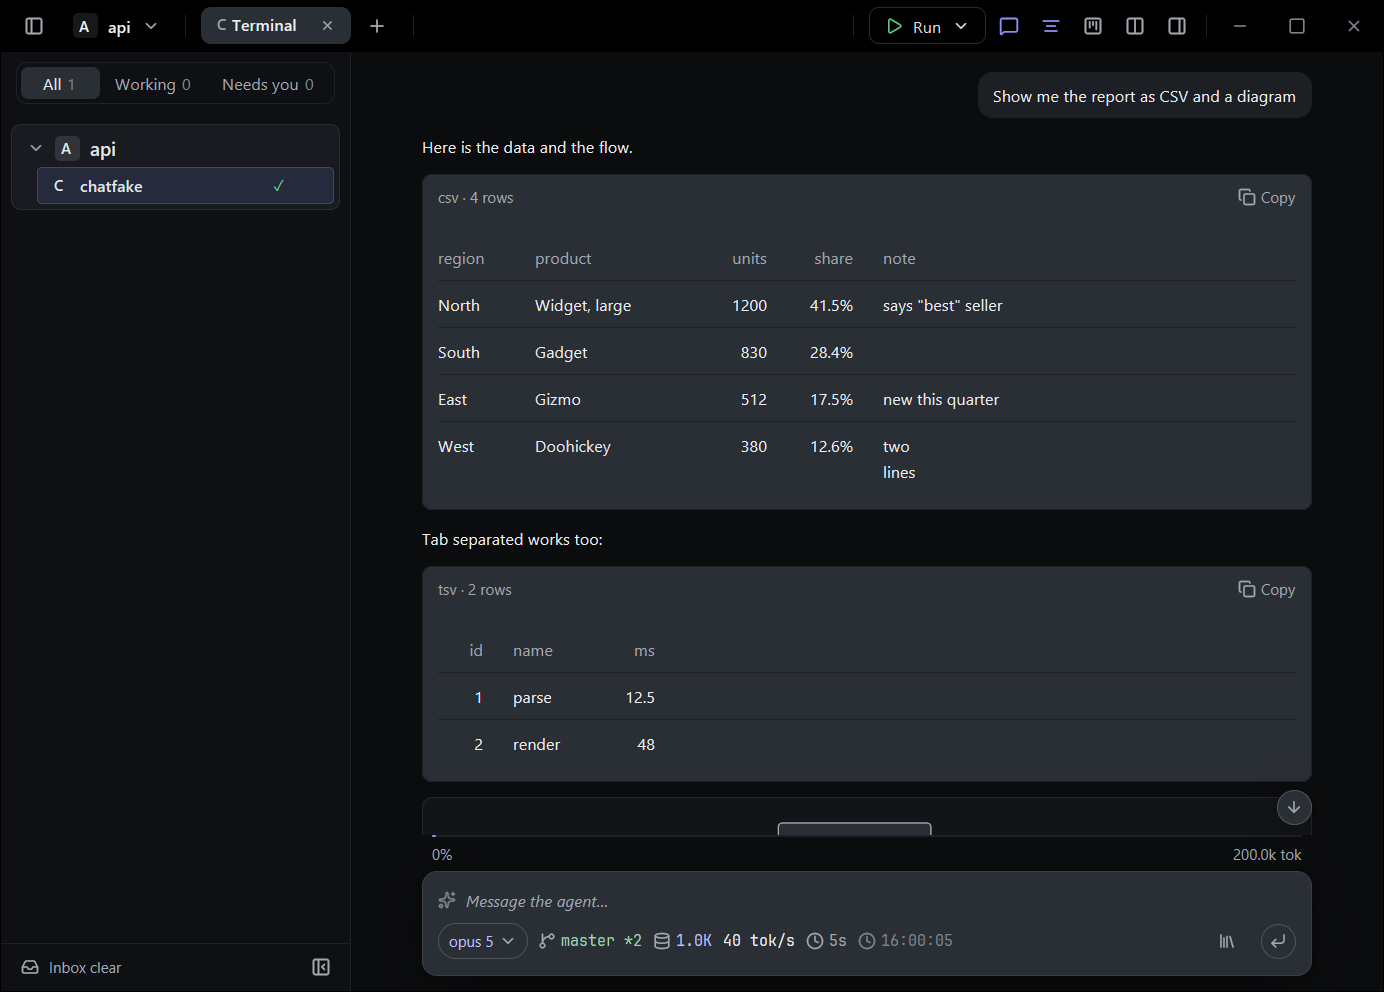 A api
C Terminal
Run
All 1 Working 0 Needs you 0
Show me the report as CSV and a diagram
A api
C chatfake
Here is the data and the flow.
csv · 4 rows
Copy
region product units share note
North Widget, large 1200 41.5% says "best" seller
South Gadget 830 28.4%
East Gizmo 512 17.5% new this quarter
West Doohickey 380 12.6% two
lines
Tab separated works too:
tsv · 2 rows
Copy
id name ms
1 parse 12.5
2 render 48
0% 200.0k tok
Message the agent...
opus 5 master *2 1.0K 40 tok/s 5s 16:00:05
Inbox clear